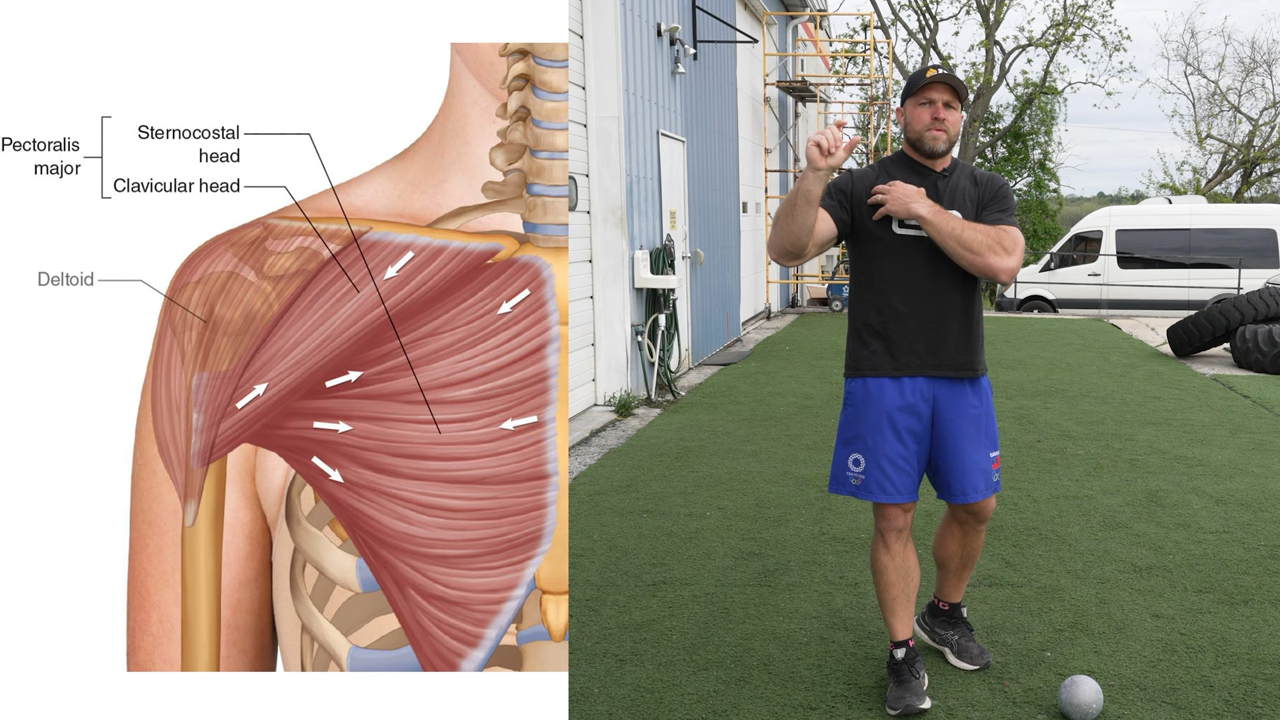 Pectoralis
major
Sternocostal
head
Clavicular head
Deltoid